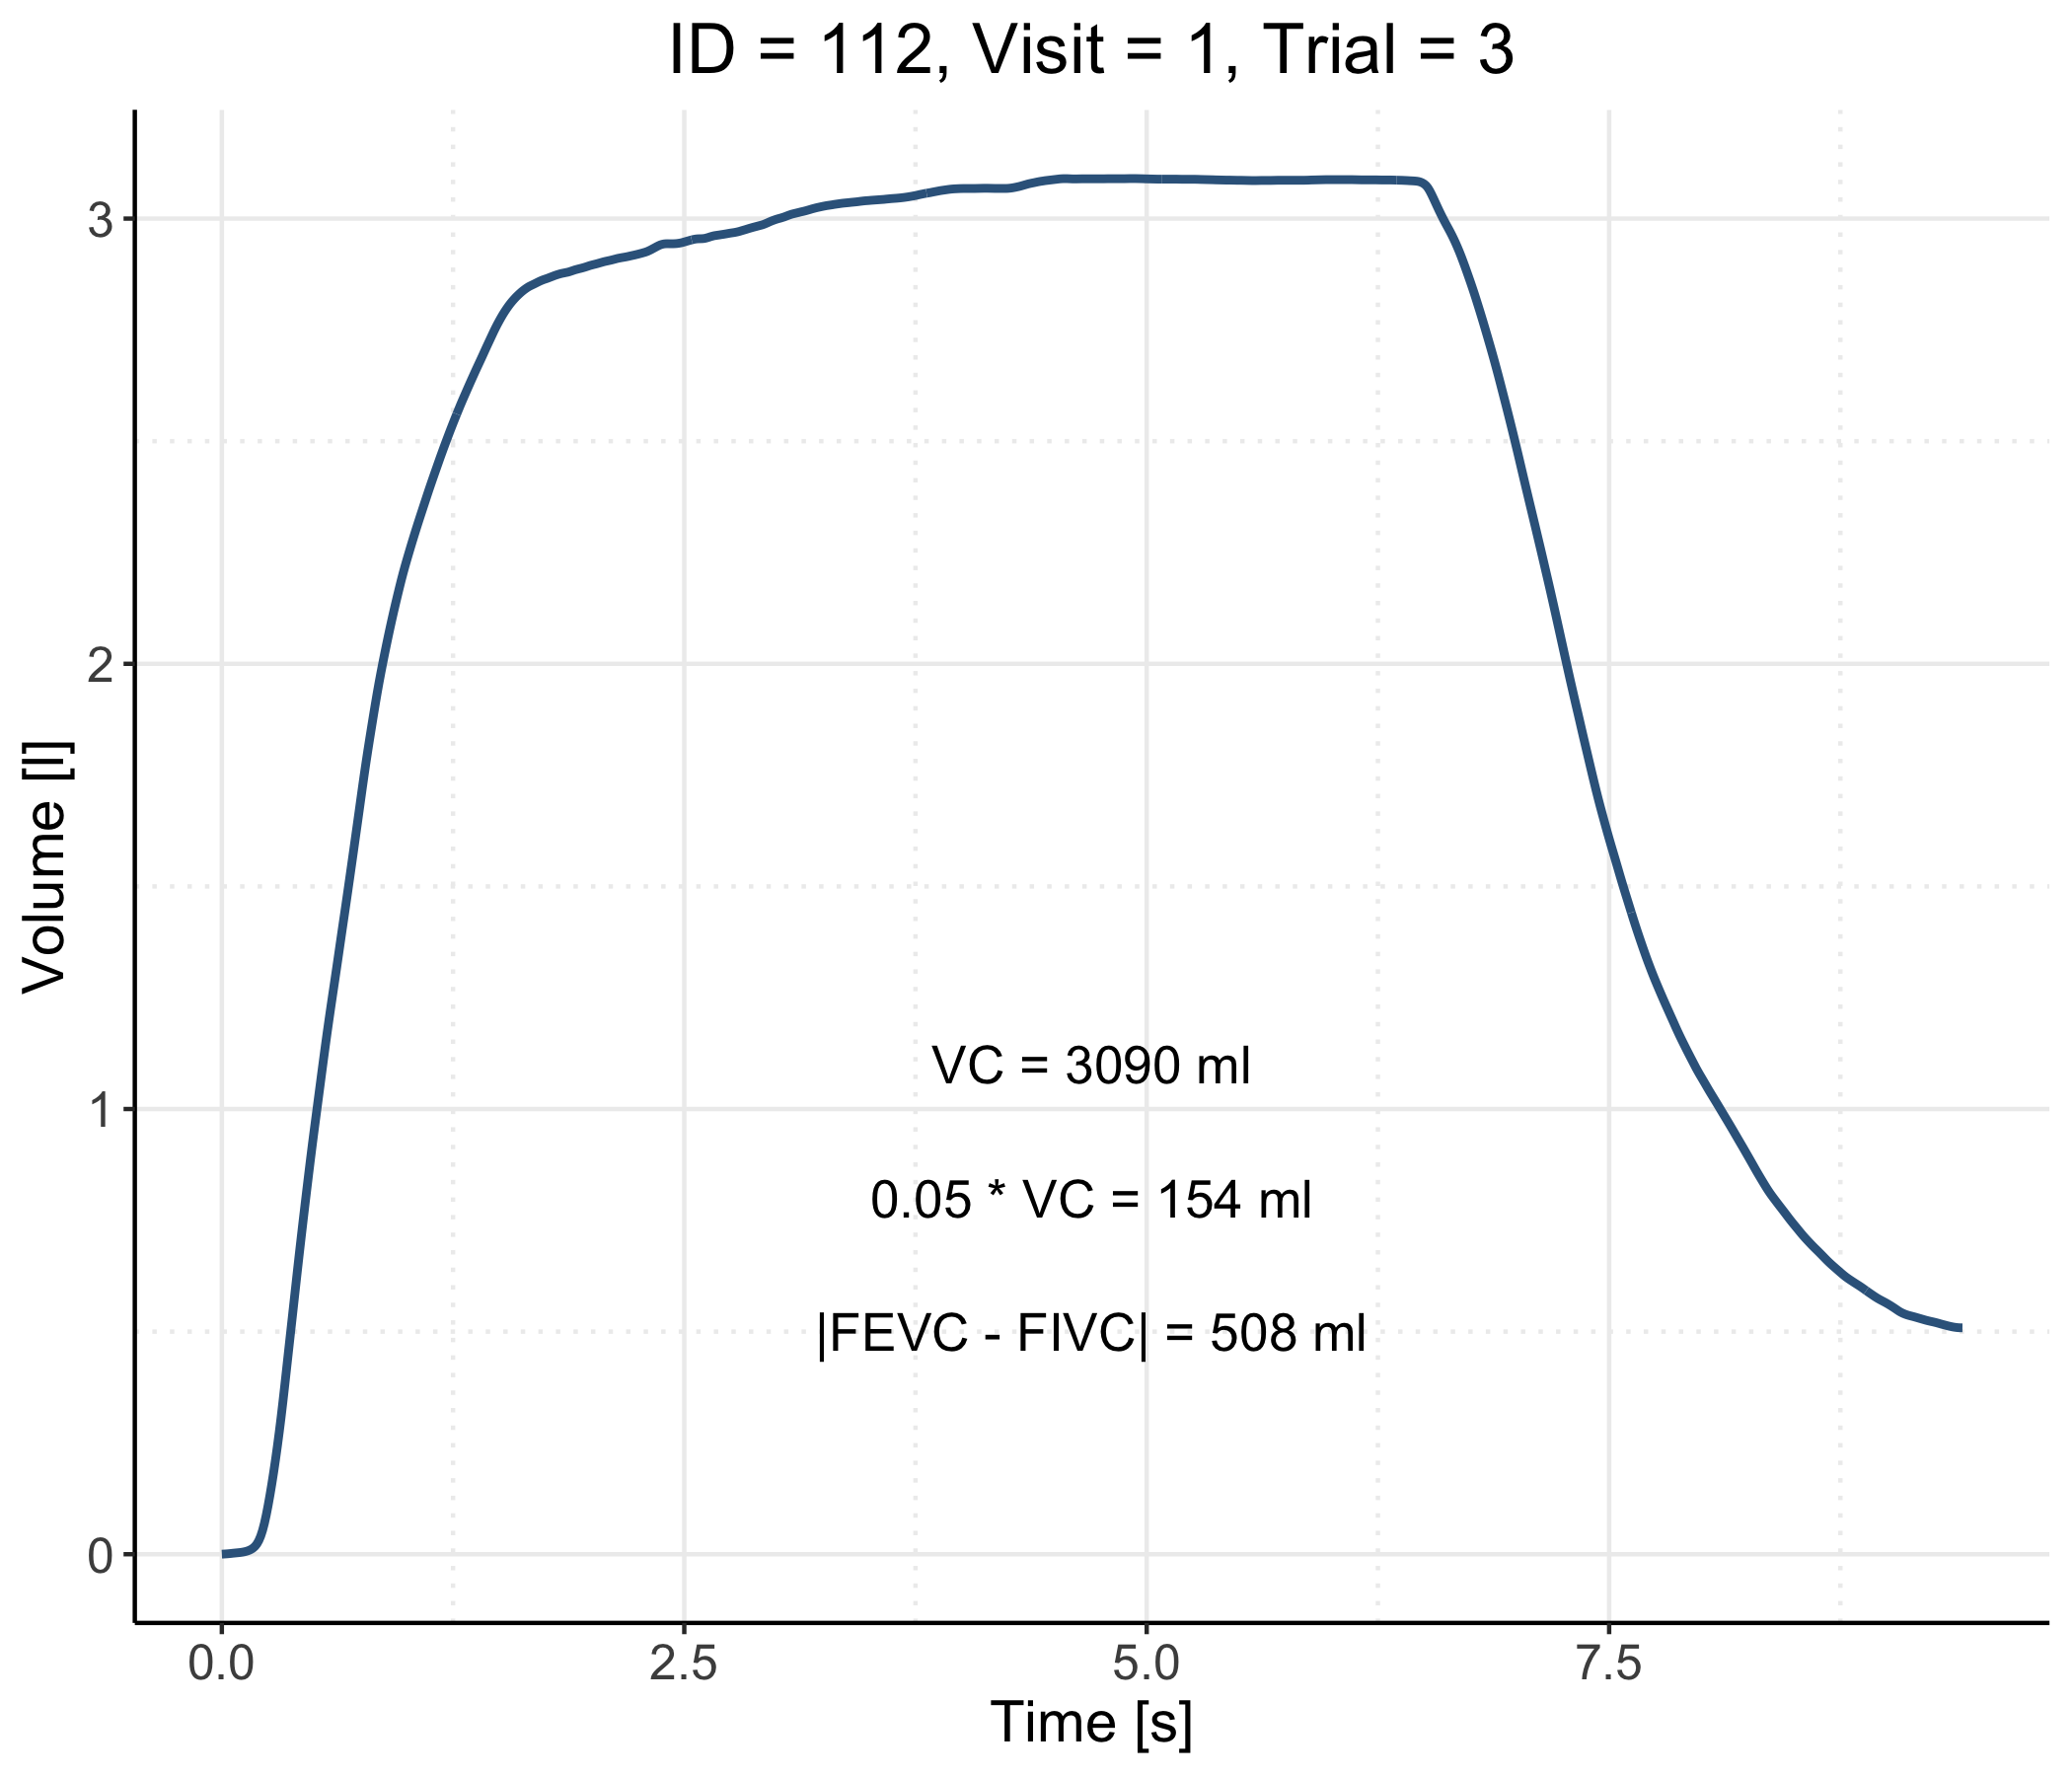 ID = 112, Visit = 1, Trial = 3
3
2
1
0
Volume [l]
VC = 3090 ml
0.05 * VC = 154 ml
|FEVC - FIVC| = 508 ml
0.0 2.5 5.0 7.5
Time [s]